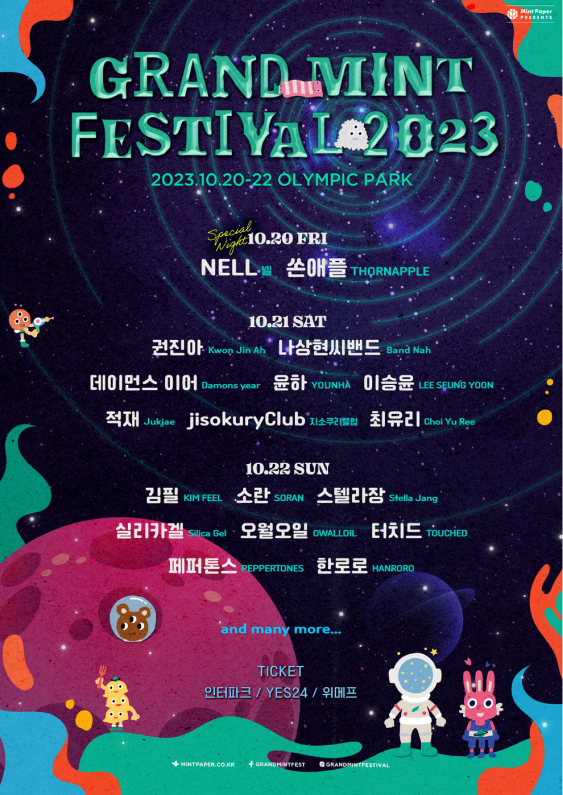 Mint Paper
PRESENTS
GRAND MINT
FESTIVAL 2023
2023.10.20-22 OLYMPIC PARK
Special
Night 10.20 FRI
NELL 넬 쏜애플 THORNAPPLE
10.21 SAT
권진아 Kwon Jin Ah 나상현씨밴드 Band Nah
데이먼스 이어 Damons year 윤하 YOUNHA 이승윤 LEE SEUNG YOON
적재 Jukjae jisokuryClub 지소쿠리클럽 최유리 Choi Yu Ree
10.22 SUN
김필 KIM FEEL 소란 SORAN 스텔라장 Stella Jang
실리카겔 Silica Gel 오월오일 OWALLOIL 터치드 TOUCHED
페퍼톤스 PEPPERTONES 한로로 HANRORO
and many more...
TICKET
인터파크 / YES24 / 위메프
MINTPAPER.CO.KR GRANDMINTFEST GRANDMINTFESTIVAL